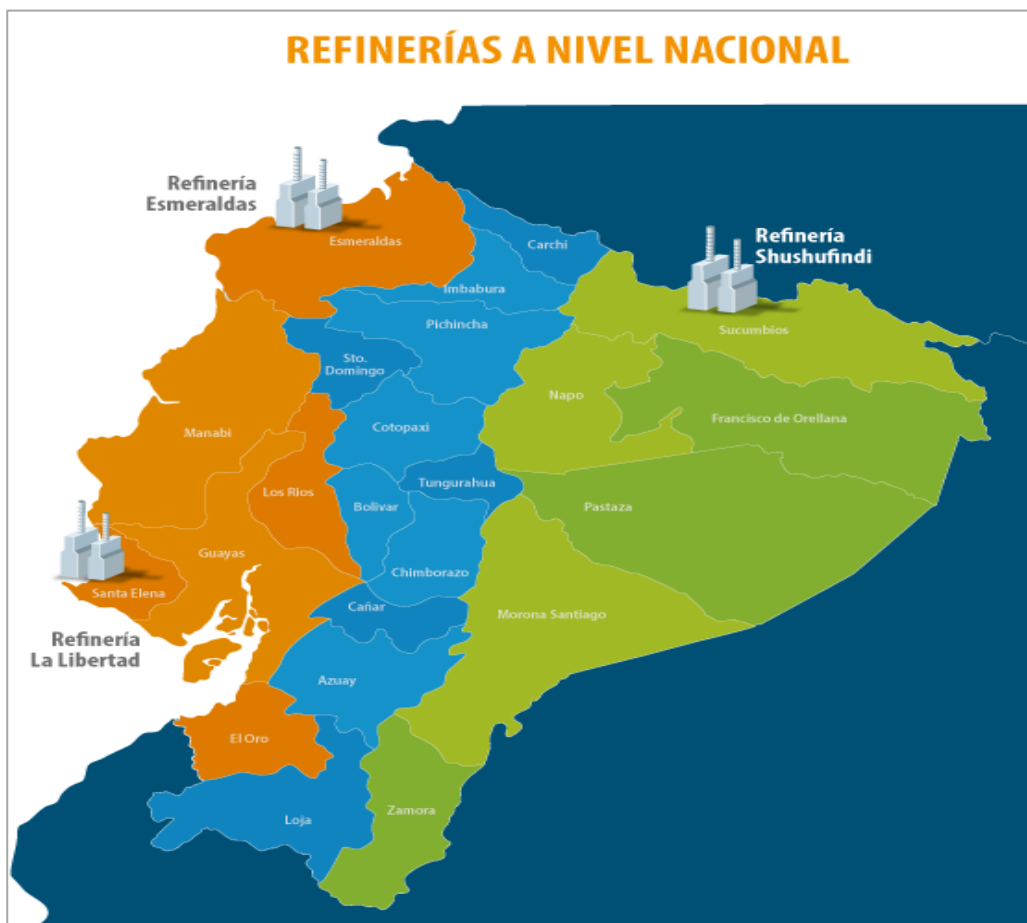 REFINERÍAS A NIVEL NACIONAL
Refinería
Esmeraldas
Esmeraldas
Carchi
Refinería
Shushufindi
Imbabura
Pichincha
Sucumbios
Sto.
Domingo
Napo
Francisco de Orellana
Manabi
Cotopaxi
Los Rios
Tungurahua
Bolivar
Pastaza
Guayas
Chimborazo
Santa Elena
Cañar
Morona Santiago
Refinería
La Libertad
Azuay
El Oro
Zamora
Loja